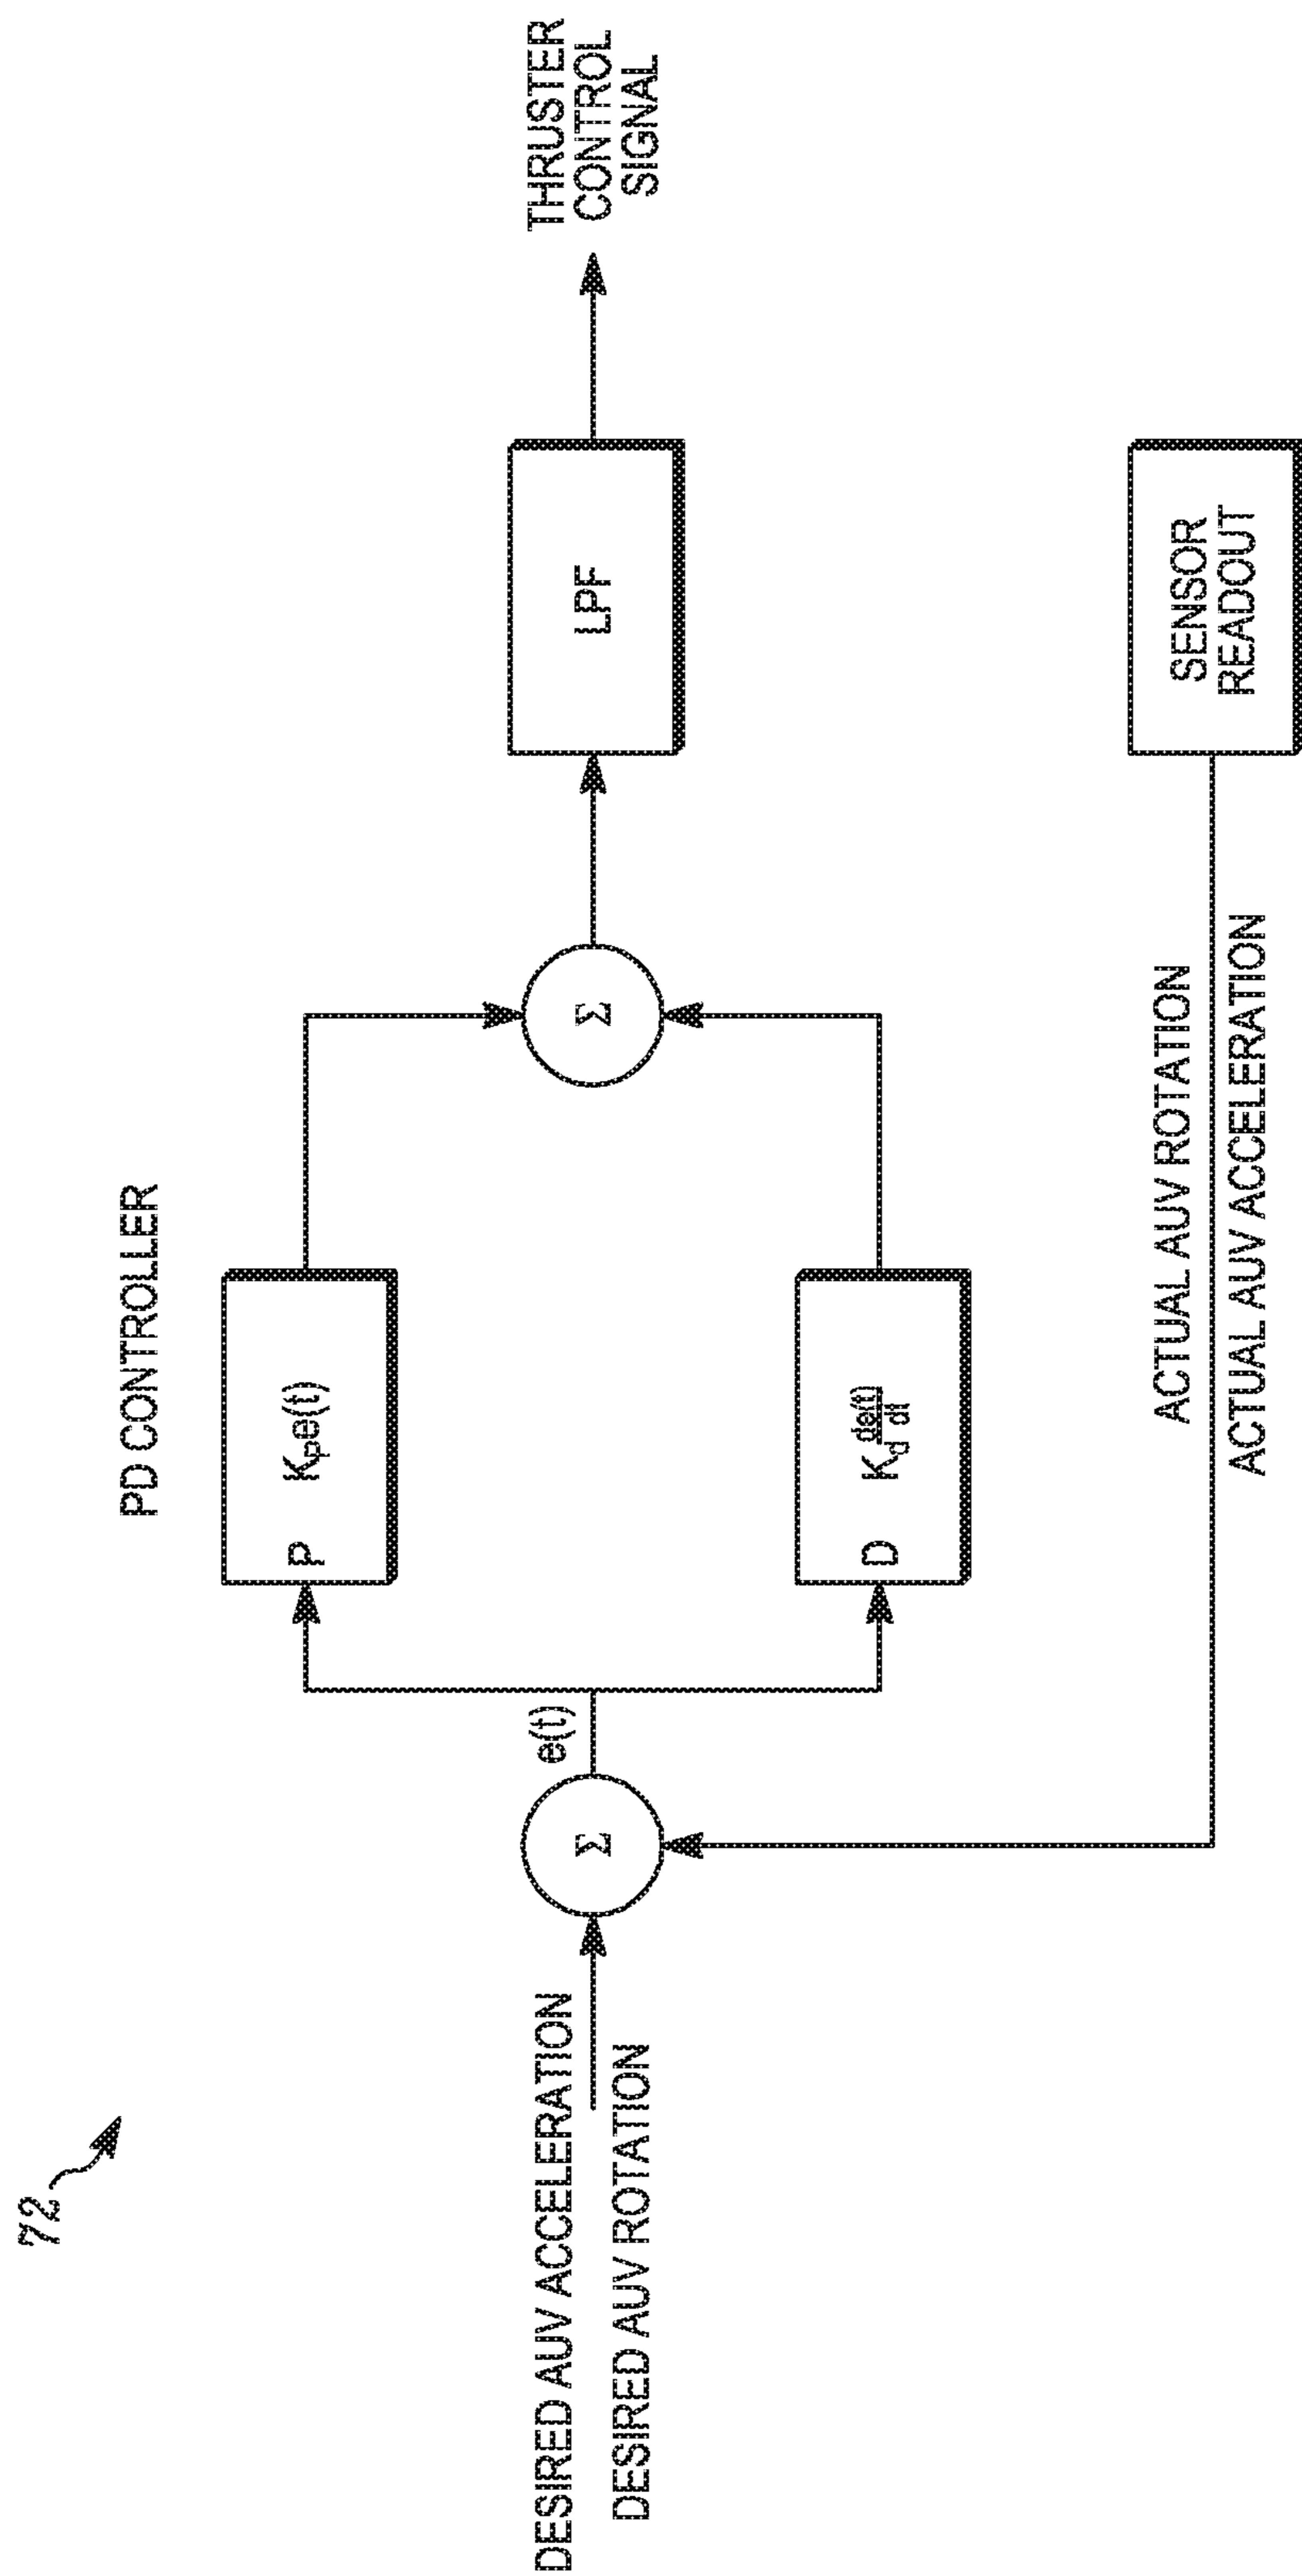 72
PD CONTROLLER
DESIRED AUV ACCELERATION
DESIRED AUV ROTATION
Σ
e(t)
P Kpe(t)
D Kd de(t)/dt
Σ
LPF
THRUSTER
CONTROL
SIGNAL
ACTUAL AUV ROTATION
ACTUAL AUV ACCELERATION
SENSOR
READOUT